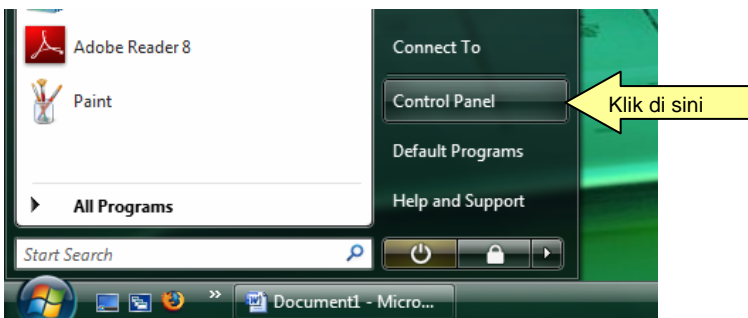 Adobe Reader 8
Paint
All Programs
Start Search
Connect To
Control Panel
Default Programs
Help and Support
Klik di sini
Document1 - Micro...